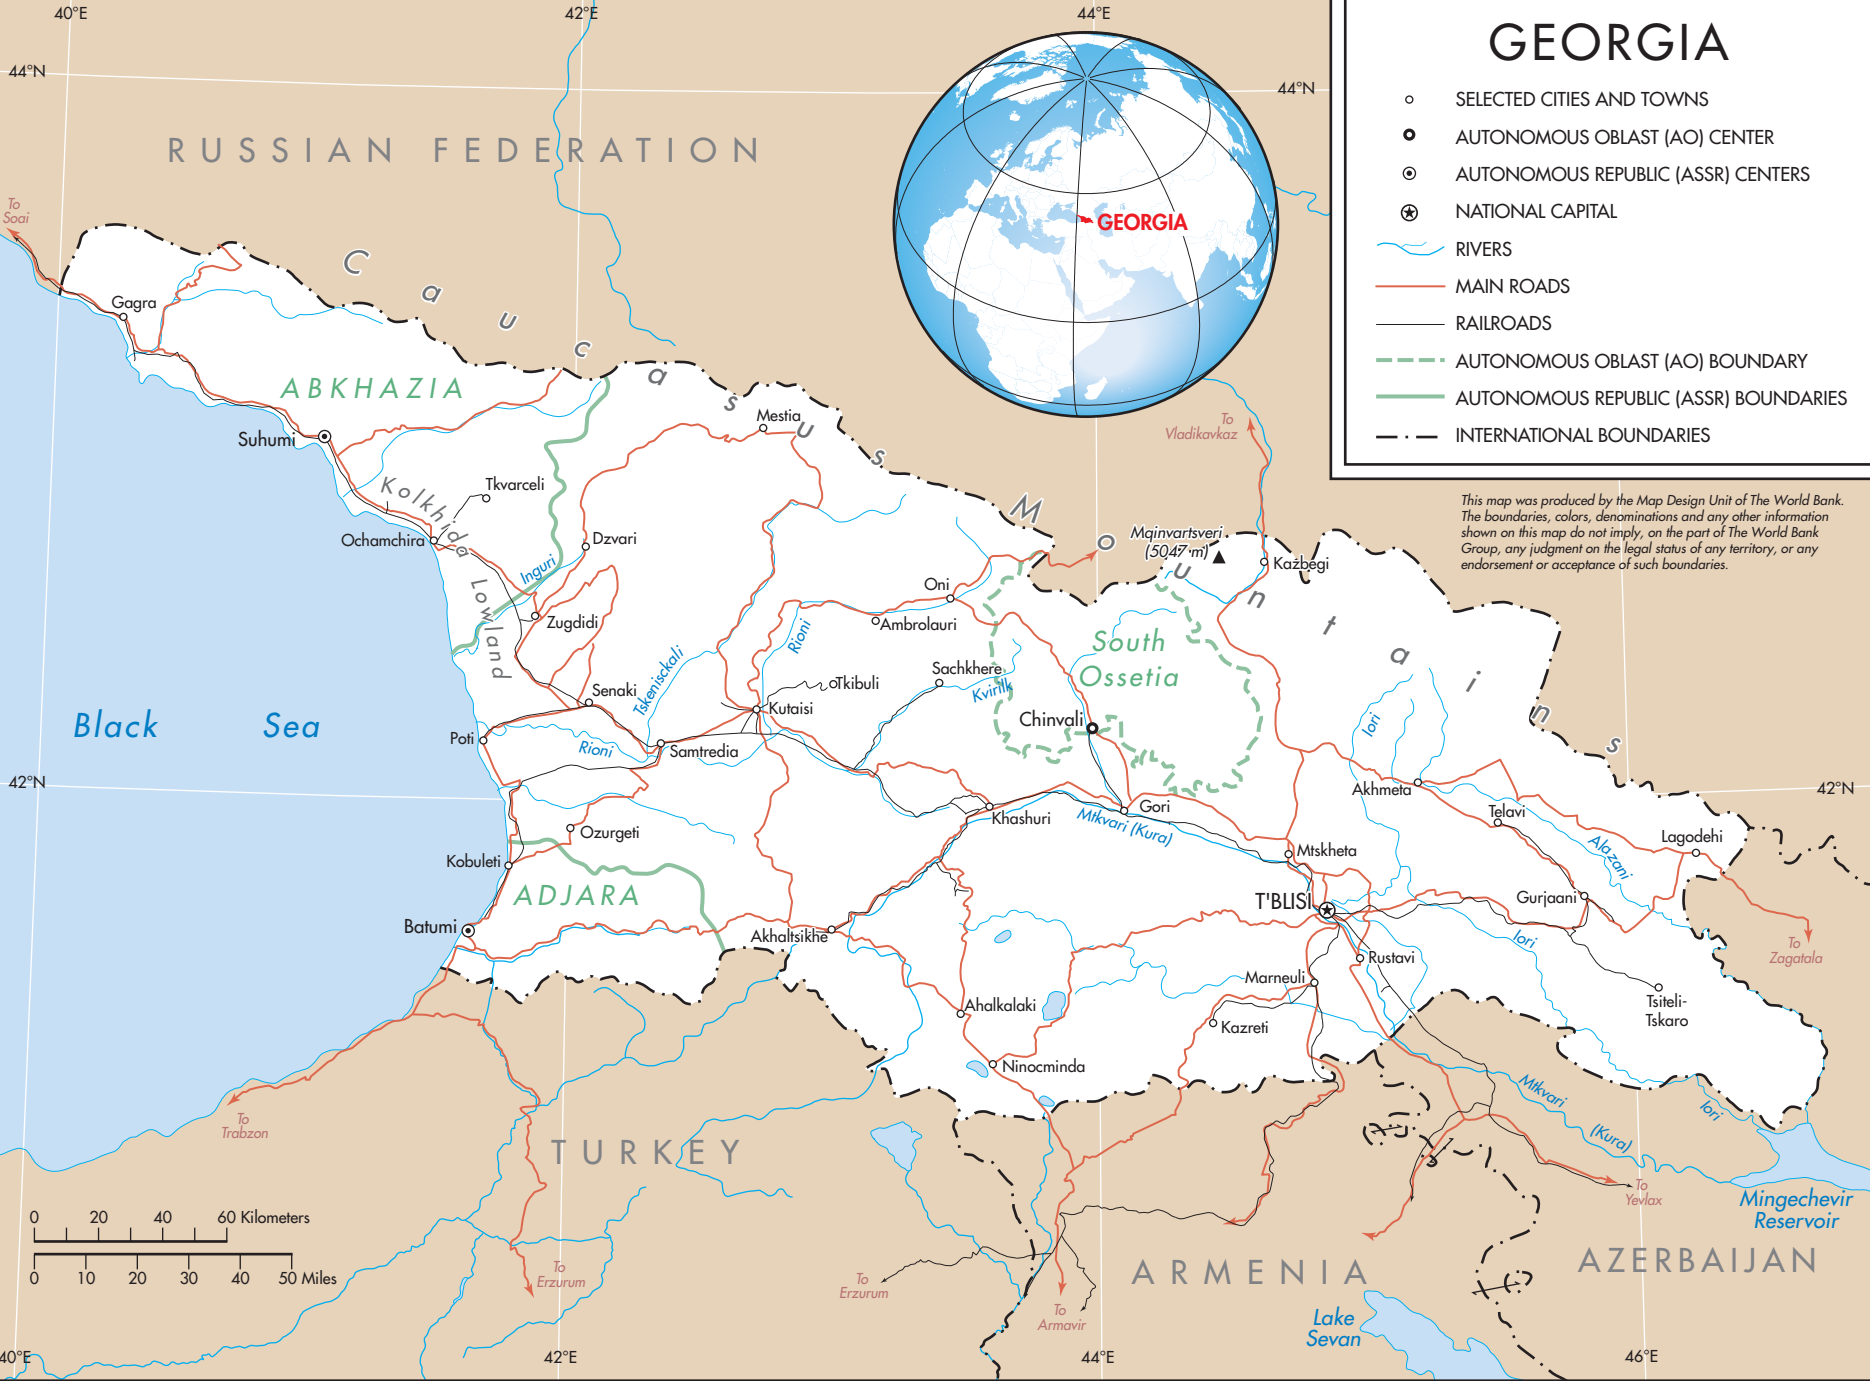 40°E
42°E
44°E
44°N
44°N
GEORGIA
SELECTED CITIES AND TOWNS
AUTONOMOUS OBLAST (AO) CENTER
AUTONOMOUS REPUBLIC (ASSR) CENTERS
NATIONAL CAPITAL
RIVERS
MAIN ROADS
RAILROADS
AUTONOMOUS OBLAST (AO) BOUNDARY
AUTONOMOUS REPUBLIC (ASSR) BOUNDARIES
INTERNATIONAL BOUNDARIES
This map was produced by the Map Design Unit of The World Bank.
The boundaries, colors, denominations and any other information
shown on this map do not imply, on the part of The World Bank
Group, any judgment on the legal status of any territory, or any
endorsement or acceptance of such boundaries.
GEORGIA
RUSSIAN FEDERATION
To
Soai
Caucasus Mountains
Gagra
ABKHAZIA
Suhumi
Mestia
To
Vladikavkaz
Tkvarceli
Kolkhida
Lowland
Ochamchira
Dzvari
Inguri
Mqinvartsveri
(5047 m)
Kazbegi
Oni
Zugdidi
Ambrolauri
Rioni
South
Ossetia
Tskenisckali
Sachkhere
Kvirilk
Senaki
Tkibuli
Kutaisi
Chinvali
Iori
Black Sea
Poti
Rioni
Samtredia
42°N
42°N
Akhmeta
Gori
Khashuri
Mtkvari (Kura)
Telavi
Ozurgeti
Lagodehi
Alazani
Kobuleti
Mtskheta
ADJARA
T'BLISI
Gurjaani
Batumi
Akhaltsikhe
Iori
Rustavi
To
Zagatala
Marneuli
Tsiteli-
Tskaro
Ahalkalaki
Kazreti
Ninocminda
Mtkvari
(Kura)
Iori
To
Trabzon
TURKEY
To
Yevlax
Mingechevir
Reservoir
0 20 40 60 Kilometers
0 10 20 30 40 50 Miles
To
Erzurum
To
Erzurum
To
Armavir
ARMENIA
AZERBAIJAN
Lake
Sevan
40°E
42°E
44°E
46°E